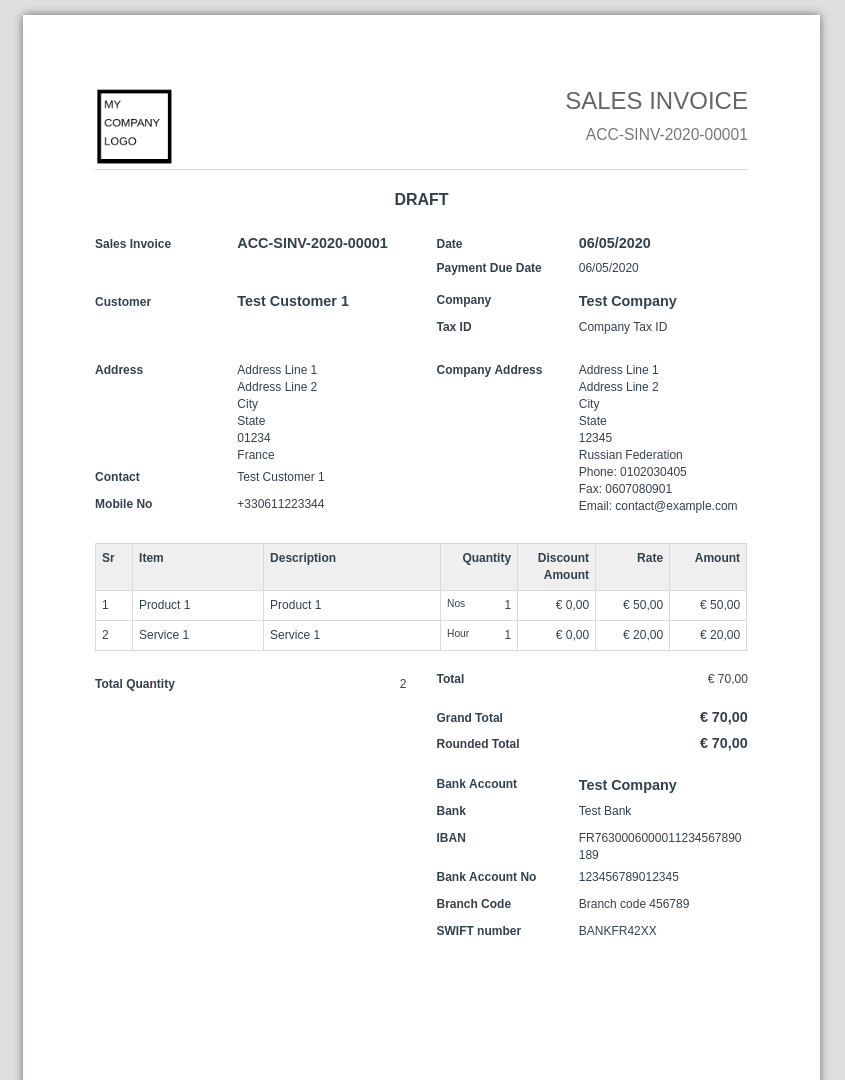 MY
COMPANY
LOGO
SALES INVOICE
ACC-SINV-2020-00001
DRAFT
Sales Invoice ACC-SINV-2020-00001 Date 06/05/2020
Payment Due Date 06/05/2020
Customer Test Customer 1 Company Test Company
Tax ID Company Tax ID
Address Address Line 1 Company Address Address Line 1
Address Line 2 Address Line 2
City City
State State
01234 12345
France Russian Federation
Contact Test Customer 1 Phone: 0102030405
Fax: 0607080901
Mobile No +330611223344 Email: contact@example.com
Sr Item Description Quantity Discount Amount Rate Amount
1 Product 1 Product 1 Nos 1 € 0,00 € 50,00 € 50,00
2 Service 1 Service 1 Hour 1 € 0,00 € 20,00 € 20,00
Total Quantity 2 Total € 70,00
Grand Total € 70,00
Rounded Total € 70,00
Bank Account Test Company
Bank Test Bank
IBAN FR7630006000011234567890
189
Bank Account No 123456789012345
Branch Code Branch code 456789
SWIFT number BANKFR42XX